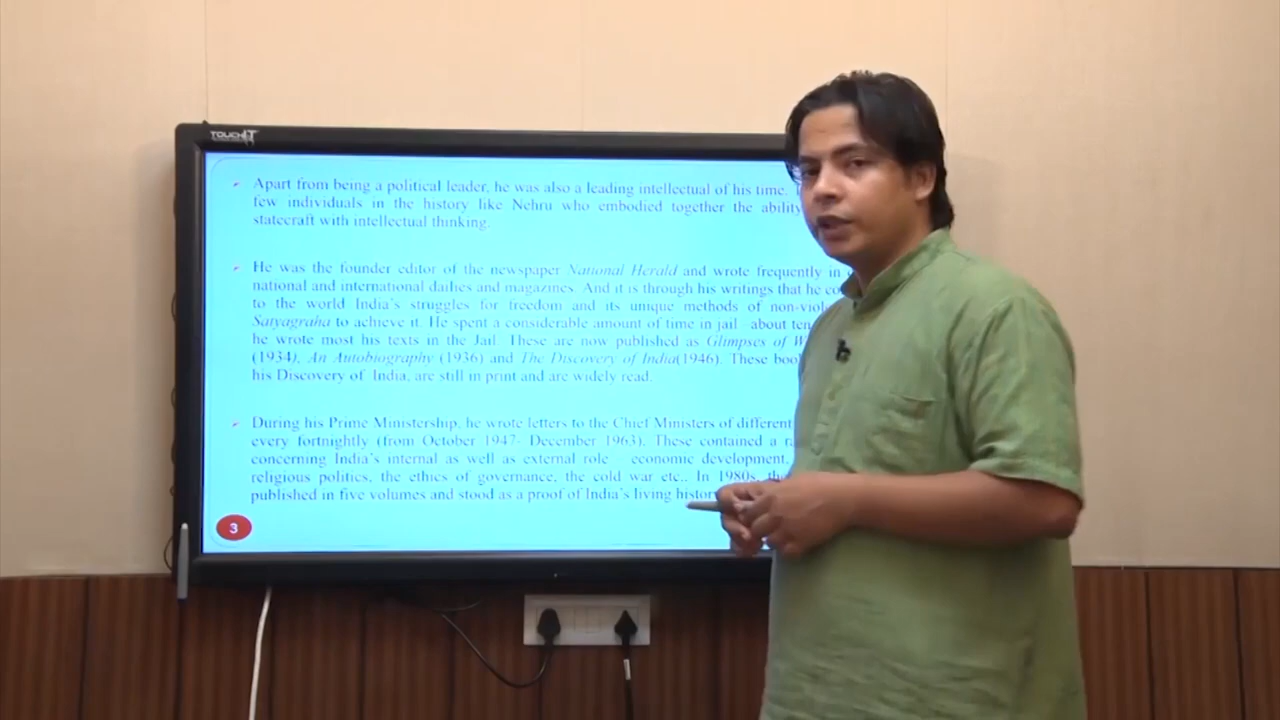 TOUCHIT
Apart from being a political leader, he was also a leading intellectual of his time.
few individuals in the history like Nehru who embodied together the ability
statecraft with intellectual thinking.
He was the founder editor of the newspaper National Herald and wrote frequently in
national and international dailies and magazines. And it is through his writings that he
to the world India's struggles for freedom and its unique methods of
Satyagraha to achieve it. He spent a considerable amount of time in jail about ten
he wrote most his texts in the Jail. These are now published as Glimpses of
(1934), An Autobiography (1936) and The Discovery of India(1946). These
his Discovery of India, are still in print and are widely read.
During his Prime Ministership, he wrote letters to the Chief Ministers of different
every fortnightly (from October 1947- December 1963). These contained a
concerning India's internal as well as external role economic development,
religious politics, the ethics of governance, the cold war etc.. In 1980s,
published in five volumes and stood as a proof of India's living history
3